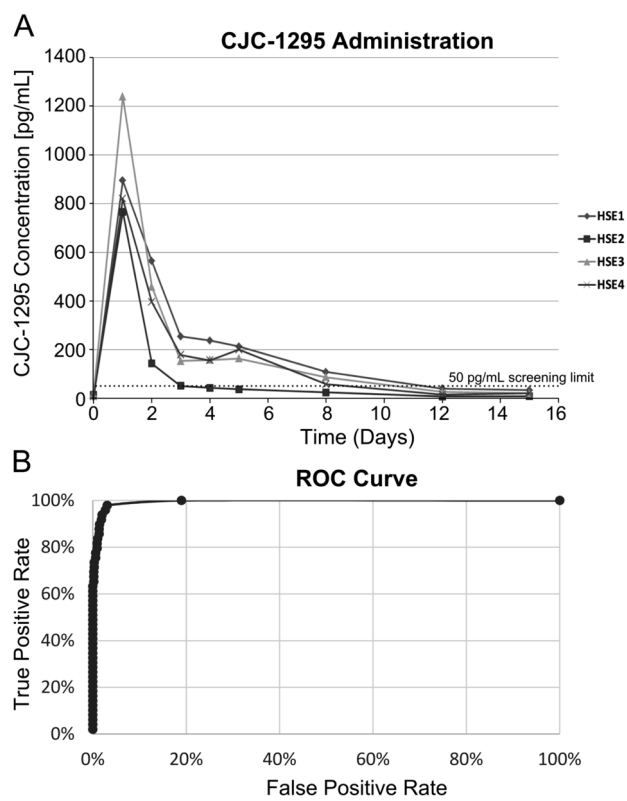 A
CJC-1295 Administration
CJC-1295 Concentration [pg/mL]
1400
1200
1000
800
600
400
200
0
HSE1
HSE2
HSE3
HSE4
50 pg/mL screening limit
0 2 4 6 8 10 12 14 16
Time (Days)
B
ROC Curve
True Positive Rate
100%
80%
60%
40%
20%
0%
0% 20% 40% 60% 80% 100%
False Positive Rate